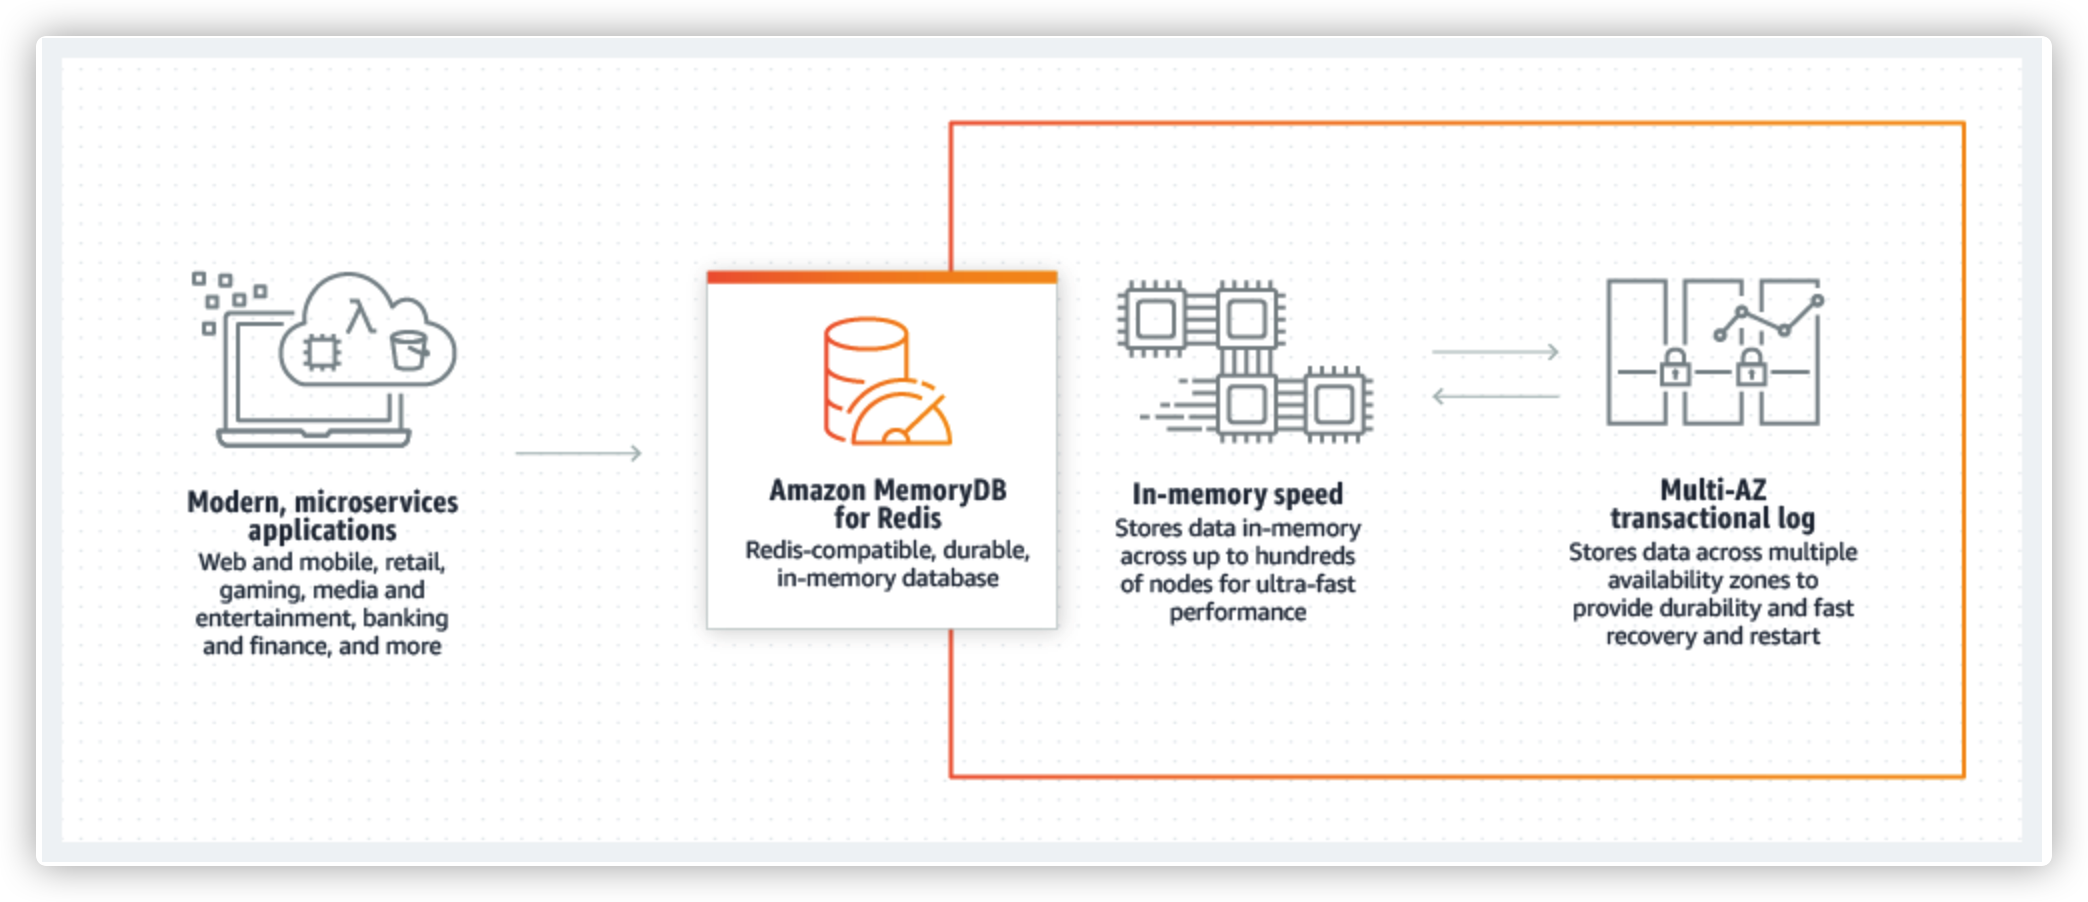 Modern, microservices
applications
Web and mobile, retail,
gaming, media and
entertainment, banking
and finance, and more
Amazon MemoryDB
for Redis
Redis-compatible, durable,
in-memory database
In-memory speed
Stores data in-memory
across up to hundreds
of nodes for ultra-fast
performance
Multi-AZ
transactional log
Stores data across multiple
availability zones to
provide durability and fast
recovery and restart